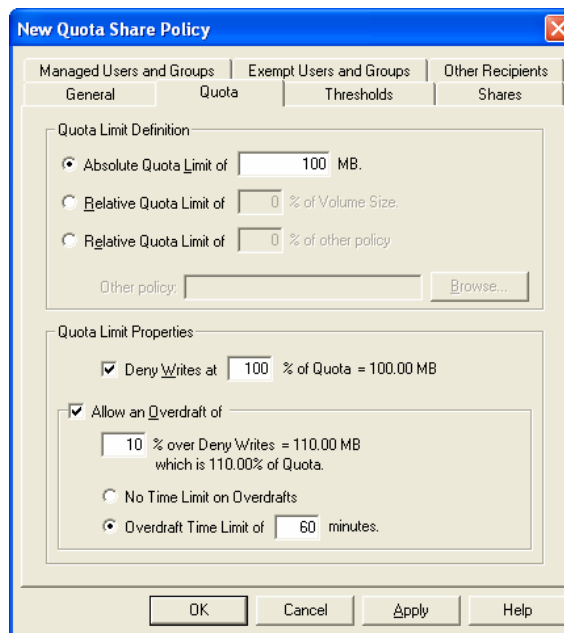 New Quota Share Policy
Managed Users and Groups Exempt Users and Groups Other Recipients
General Quota Thresholds Shares
Quota Limit Definition
Absolute Quota Limit of 100 MB.
Relative Quota Limit of 0 % of Volume Size.
Relative Quota Limit of 0 % of other policy
Other policy: Browse...
Quota Limit Properties
Deny Writes at 100 % of Quota = 100.00 MB
Allow an Overdraft of
10 % over Deny Writes = 110.00 MB
which is 110.00% of Quota.
No Time Limit on Overdrafts
Overdraft Time Limit of 60 minutes.
OK Cancel Apply Help